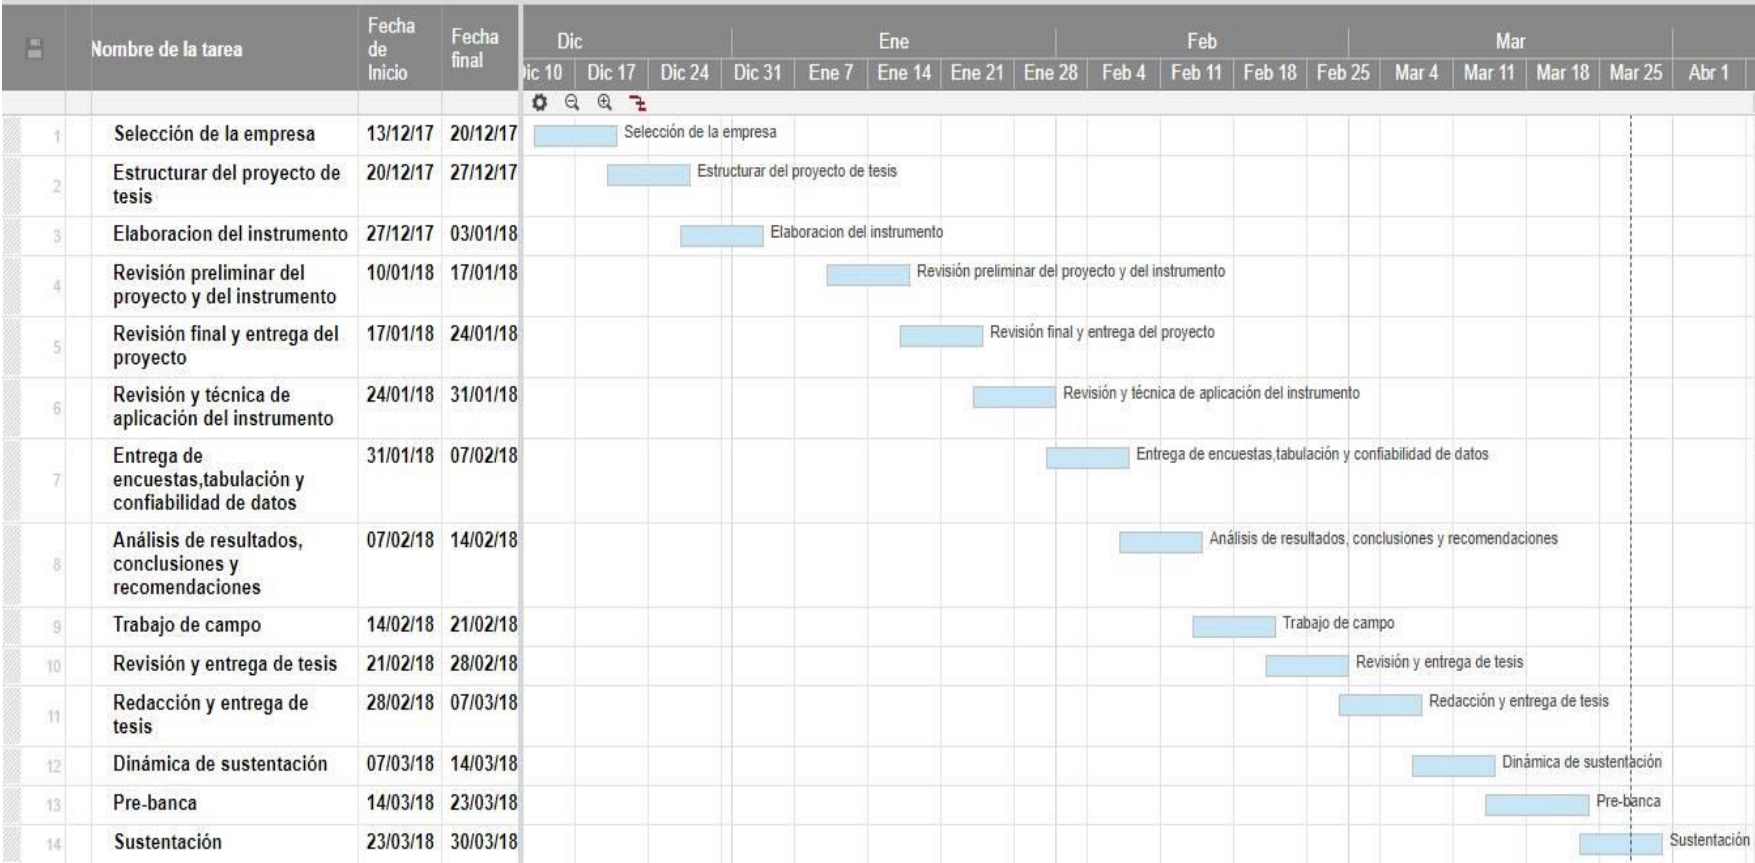 Nombre de la tarea
Fecha
de
Inicio
Fecha
final
Dic
Ene
Feb
Mar
ic 10 Dic 17 Dic 24 Dic 31 Ene 7 Ene 14 Ene 21 Ene 28 Feb 4 Feb 11 Feb 18 Feb 25 Mar 4 Mar 11 Mar 18 Mar 25 Abr 1
1 Selección de la empresa 13/12/17 20/12/17 Selección de la empresa
2 Estructurar del proyecto de 20/12/17 27/12/17 Estructurar del proyecto de tesis
tesis
3 Elaboracion del instrumento 27/12/17 03/01/18 Elaboracion del instrumento
4 Revisión preliminar del 10/01/18 17/01/18 Revisión preliminar del proyecto y del instrumento
proyecto y del instrumento
5 Revisión final y entrega del 17/01/18 24/01/18 Revisión final y entrega del proyecto
proyecto
6 Revisión y técnica de 24/01/18 31/01/18 Revisión y técnica de aplicación del instrumento
aplicación del instrumento
7 Entrega de 31/01/18 07/02/18 Entrega de encuestas,tabulación y confiabilidad de datos
encuestas,tabulación y
confiabilidad de datos
8 Análisis de resultados, 07/02/18 14/02/18 Análisis de resultados, conclusiones y recomendaciones
conclusiones y
recomendaciones
9 Trabajo de campo 14/02/18 21/02/18 Trabajo de campo
10 Revisión y entrega de tesis 21/02/18 28/02/18 Revisión y entrega de tesis
11 Redacción y entrega de 28/02/18 07/03/18 Redacción y entrega de tesis
tesis
12 Dinámica de sustentación 07/03/18 14/03/18 Dinámica de sustentación
13 Pre-banca 14/03/18 23/03/18 Pre-banca
14 Sustentación 23/03/18 30/03/18 Sustentación